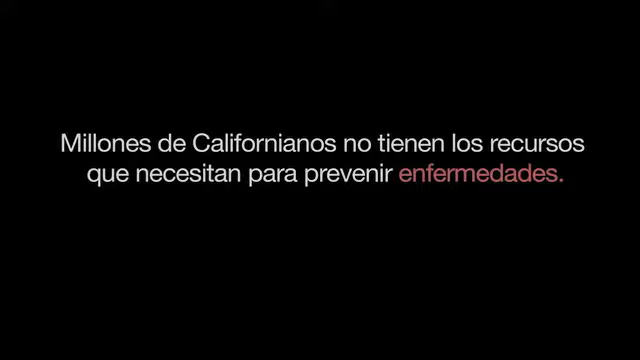 Millones de Californianos no tienen los recursos
que necesitan para prevenir enfermedades.